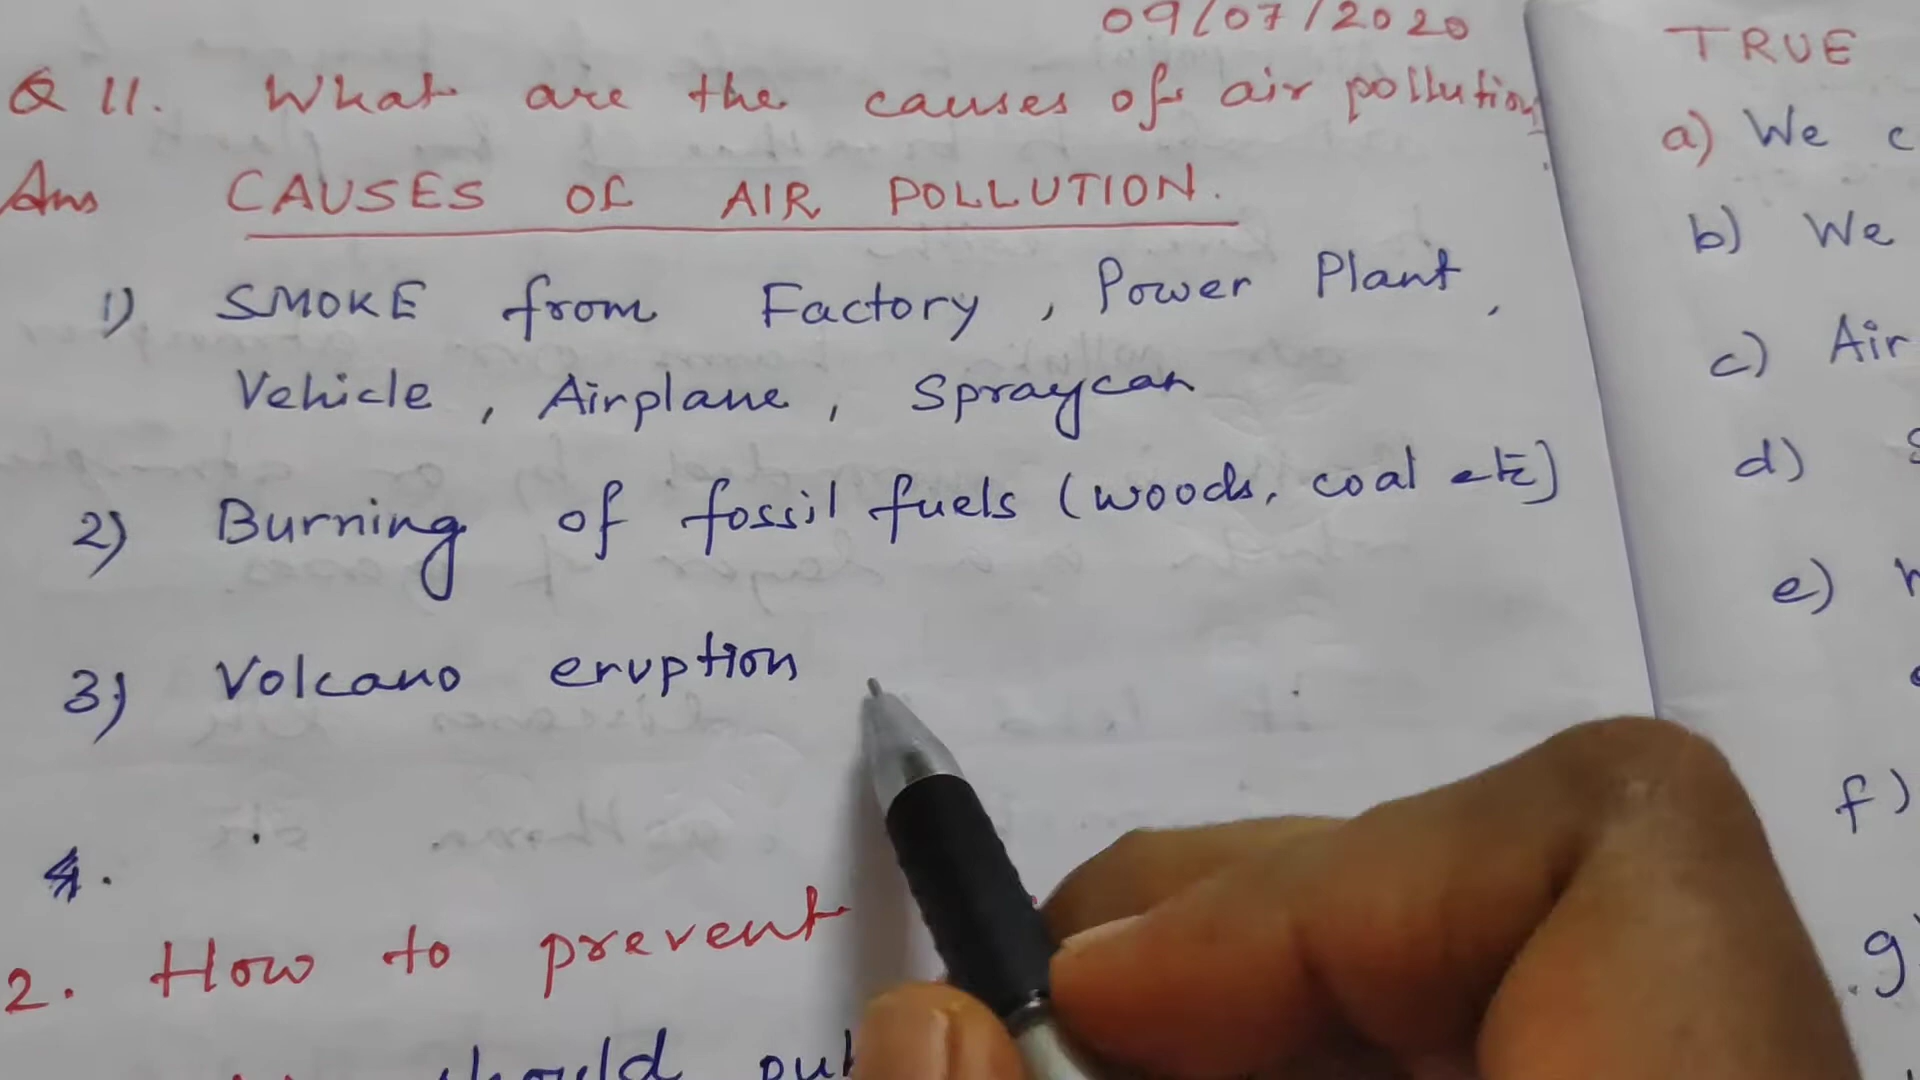 09/07/2020
Q 11. What are the causes of air pollution
Ans CAUSES OF AIR POLLUTION.
1) SMOKE from Factory, Power Plant,
Vehicle, Airplane, Spraycan
2) Burning of fossil fuels (woods, coal etc)
3) Volcano eruption
4.
2. How to prevent
should
TRUE
a) We c
b) We
c) Air
d) S
e)
f)
g)